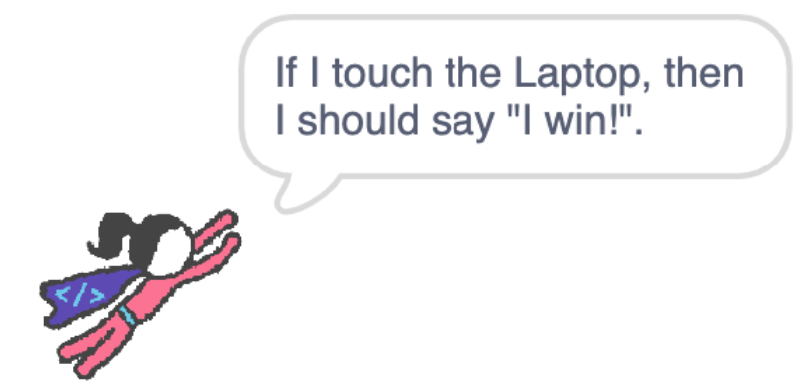 If I touch the Laptop, then
I should say "I win!".
</>